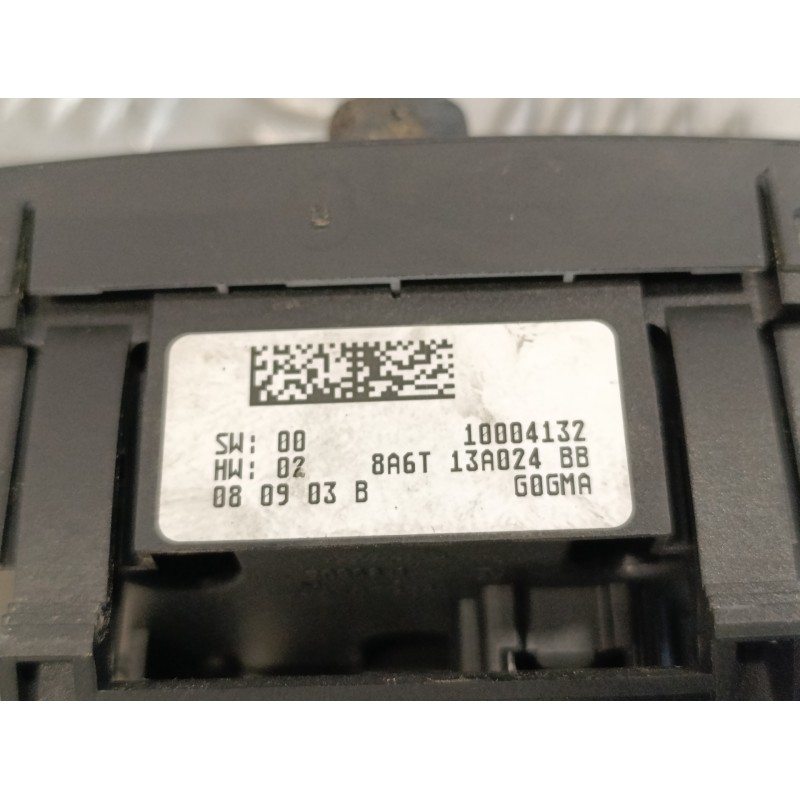 SW: 00 10004132
HW: 02 8A6T 13A024 BB
08 09 03 B G0GMA